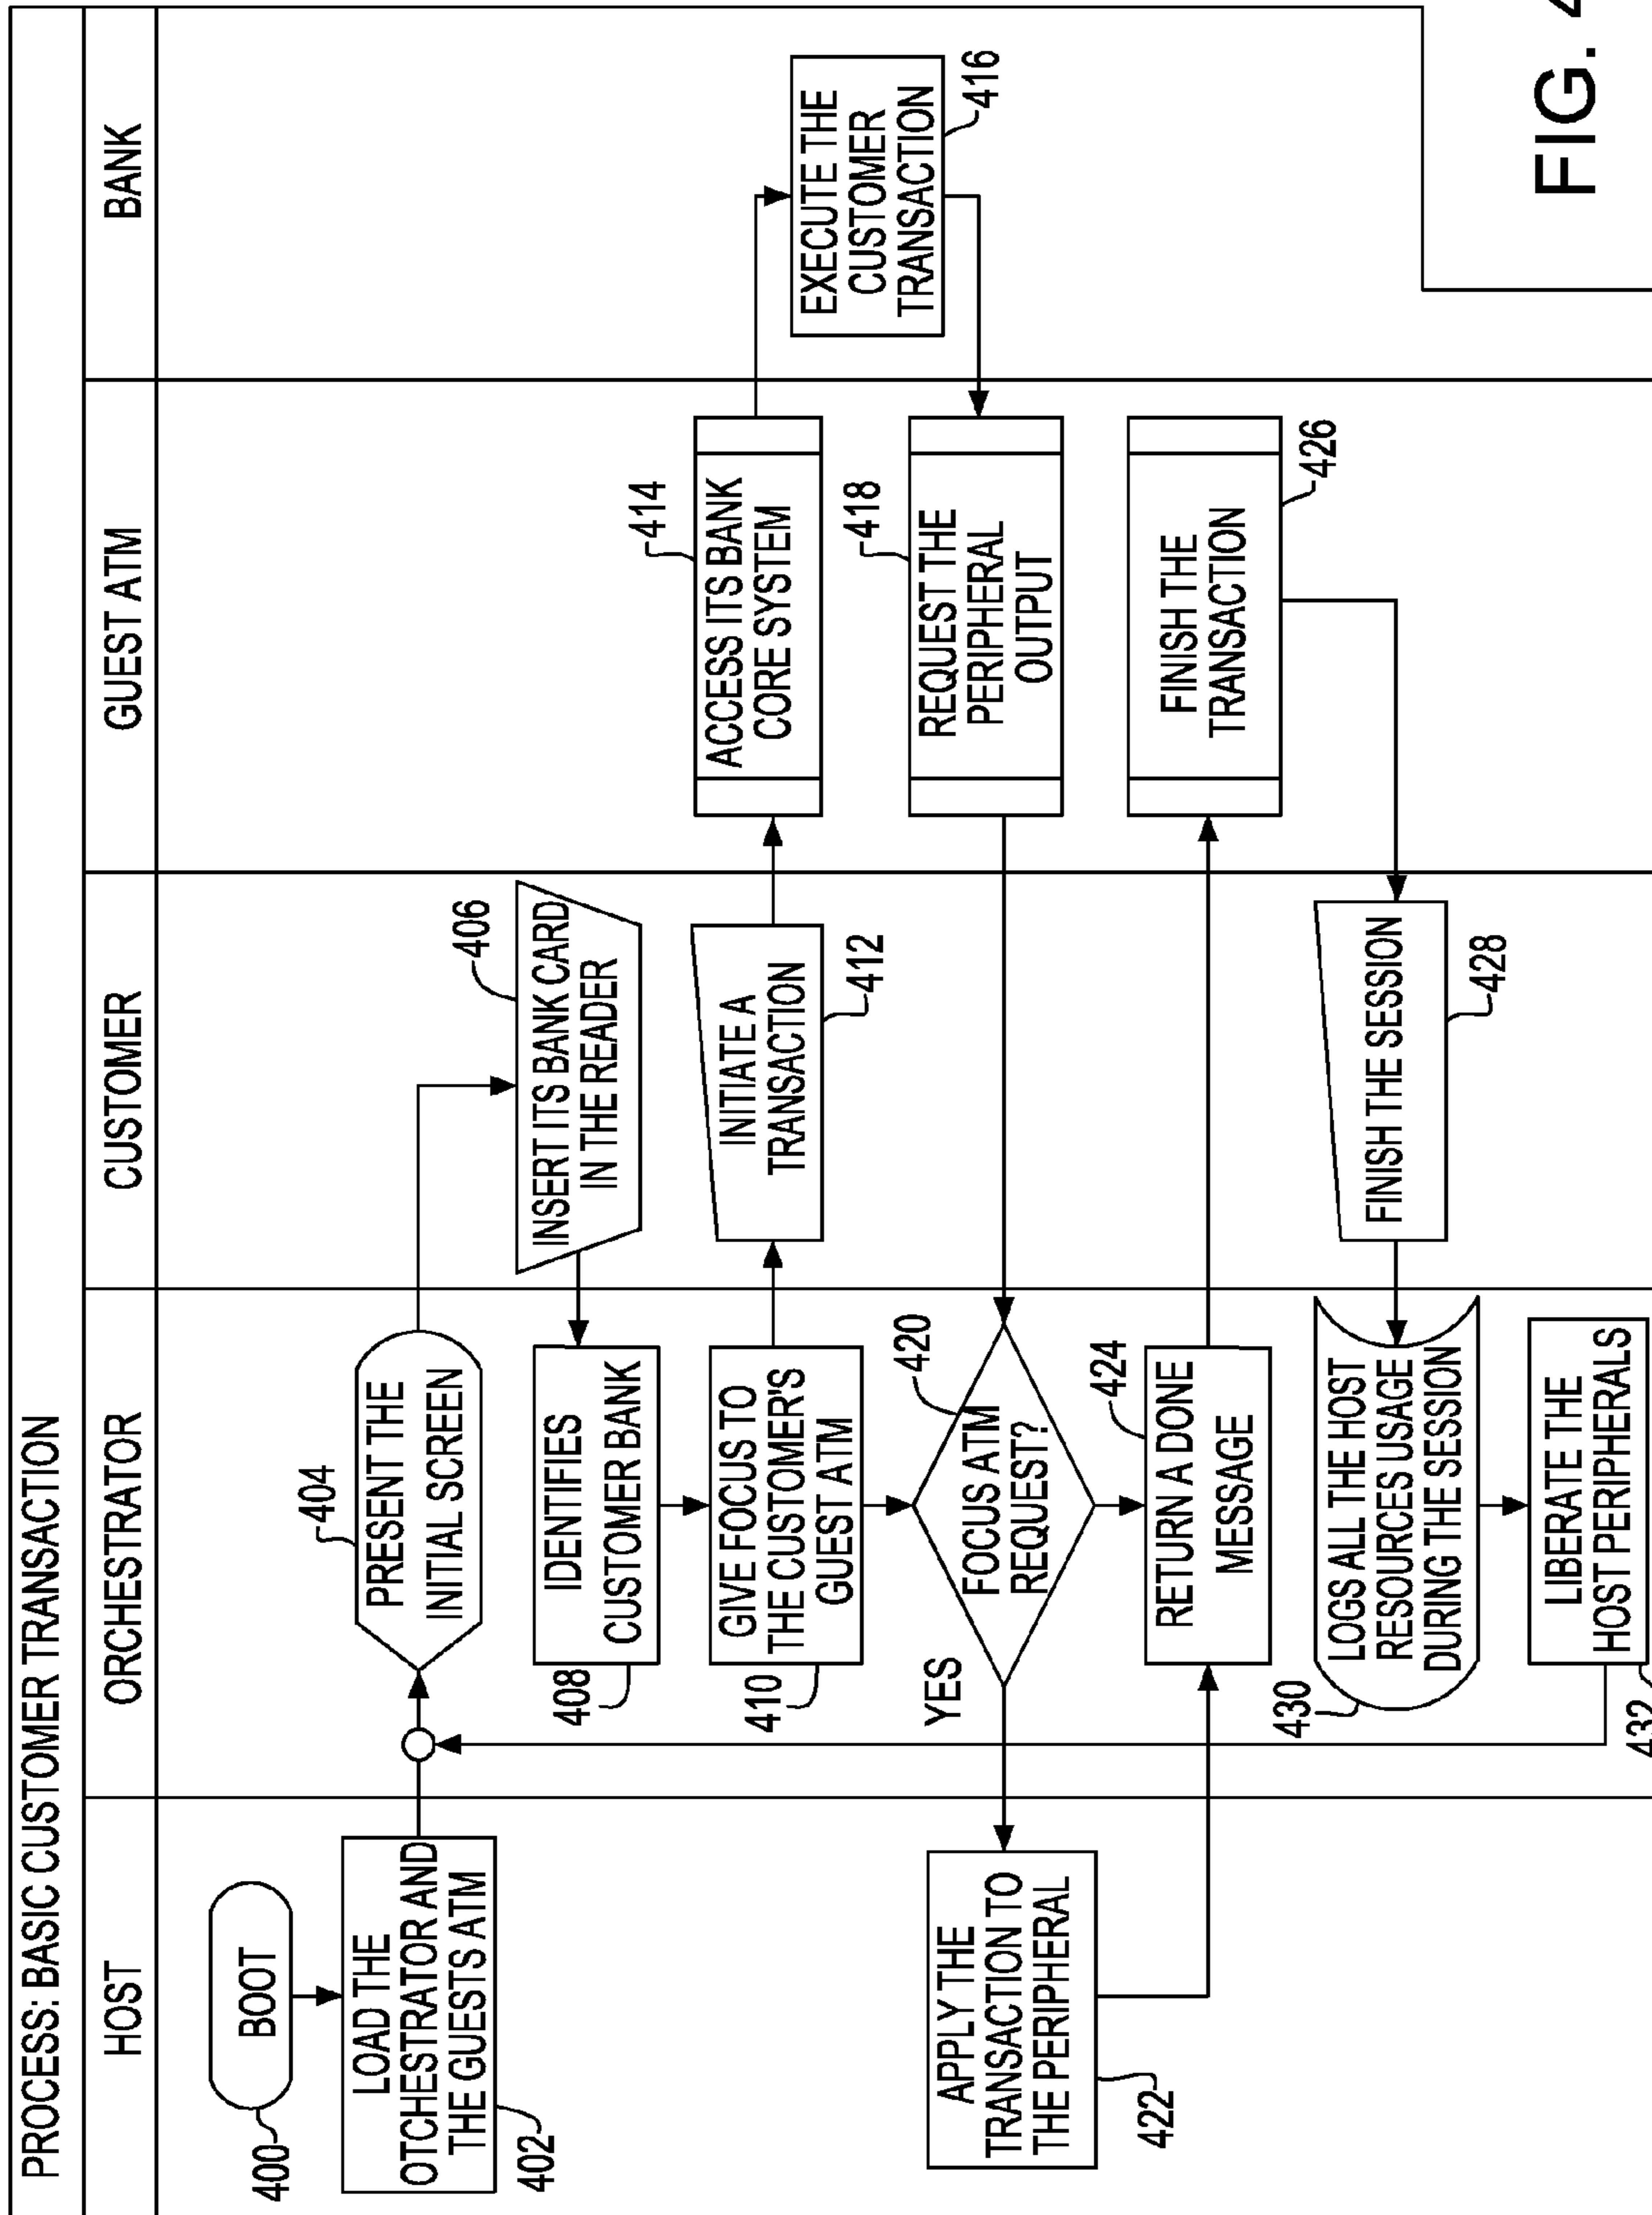 PROCESS: BASIC CUSTOMER TRANSACTION
HOST
ORCHESTRATOR
CUSTOMER
GUEST ATM
BANK
400
BOOT
LOAD THE
OTCHESTRATOR AND
THE GUESTS ATM
402
404
PRESENT THE
INITIAL SCREEN
406
INSERT ITS BANK CARD
IN THE READER
IDENTIFIES
CUSTOMER BANK
408
GIVE FOCUS TO
THE CUSTOMER'S
GUEST ATM
410
INITIATE A
TRANSACTION
412
414
ACCESS ITS BANK
CORE SYSTEM
EXECUTE THE
CUSTOMER
TRANSACTION
416
418
REQUEST THE
PERIPHERAL
OUTPUT
420
FOCUS ATM
REQUEST?
YES
APPLY THE
TRANSACTION TO
THE PERIPHERAL
422
424
RETURN A DONE
MESSAGE
FINISH THE
TRANSACTION
426
FINISH THE SESSION
428
LOGS ALL THE HOST
RESOURCES USAGE
DURING THE SESSION
430
LIBERATE THE
HOST PERIPHERALS
432
FIG. 4